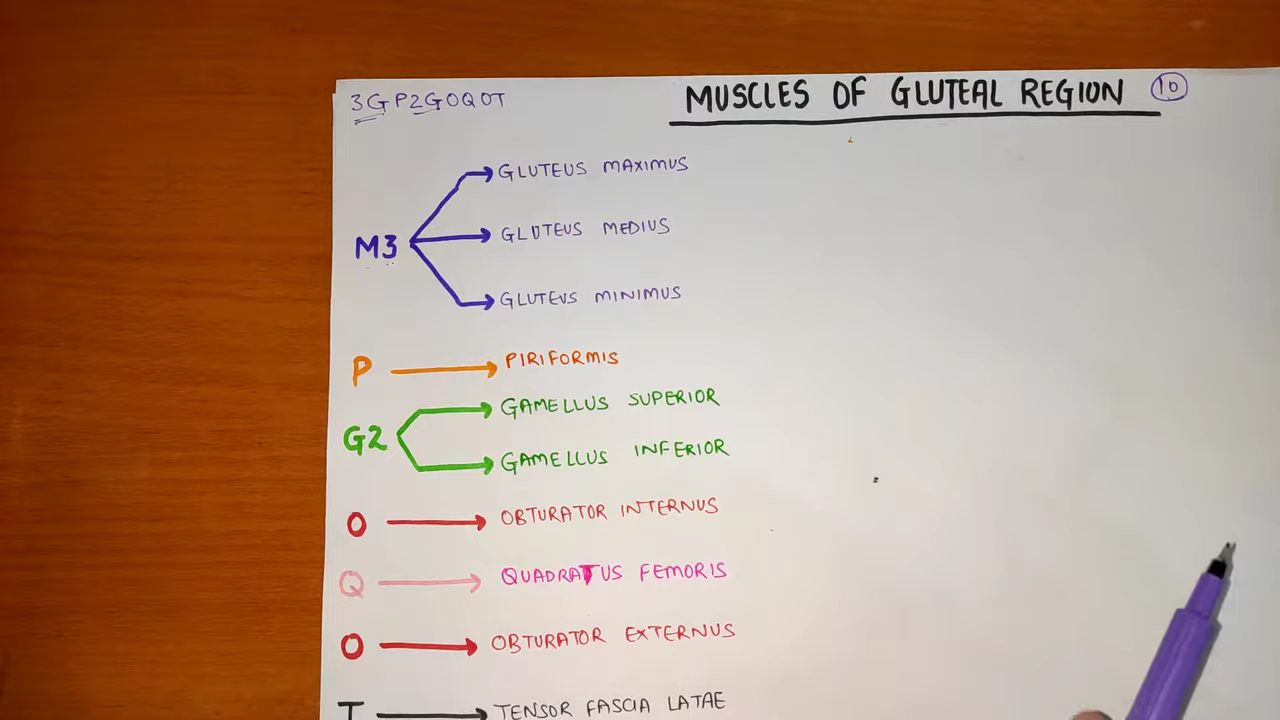 3GP2GOQOT
MUSCLES OF GLUTEAL REGION 10
GLUTEUS MAXIMUS
M3
GLUTEUS MEDIUS
GLUTEUS MINIMUS
P PIRIFORMIS
G2
GAMELLUS SUPERIOR
GAMELLUS INFERIOR
O OBTURATOR INTERNUS
Q QUADRATUS FEMORIS
O OBTURATOR EXTERNUS
T TENSOR FASCIA LATAE